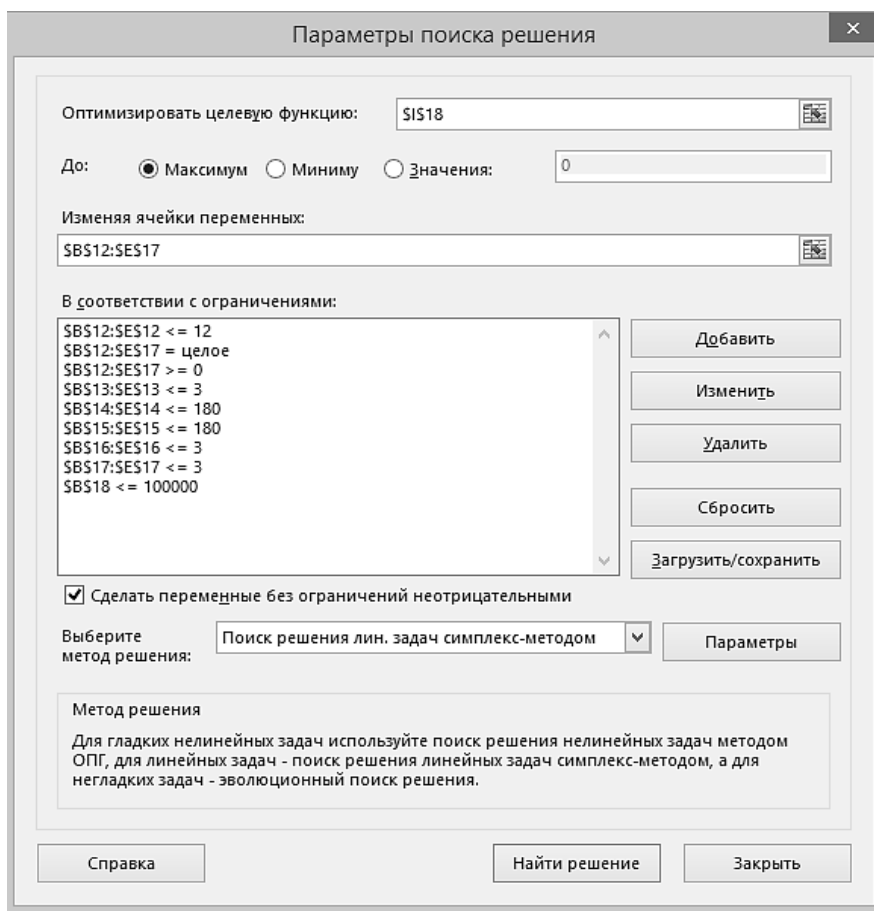 Параметры поиска решения
Оптимизировать целевую функцию: $I$18
До: Максимум Миниму Значения: 0
Изменяя ячейки переменных:
$B$12:$E$17
В соответствии с ограничениями:
$B$12:$E$12 <= 12
$B$12:$E$17 = целое
$B$12:$E$17 >= 0
$B$13:$E$13 <= 3
$B$14:$E$14 <= 180
$B$15:$E$15 <= 180
$B$16:$E$16 <= 3
$B$17:$E$17 <= 3
$B$18 <= 100000
Добавить
Изменить
Удалить
Сбросить
Загрузить/сохранить
Сделать переменные без ограничений неотрицательными
Выберите
метод решения:
Поиск решения лин. задач симплекс-методом
Параметры
Метод решения
Для гладких нелинейных задач используйте поиск решения нелинейных задач методом
ОПГ, для линейных задач - поиск решения линейных задач симплекс-методом, а для
негладких задач - эволюционный поиск решения.
Справка Найти решение Закрыть